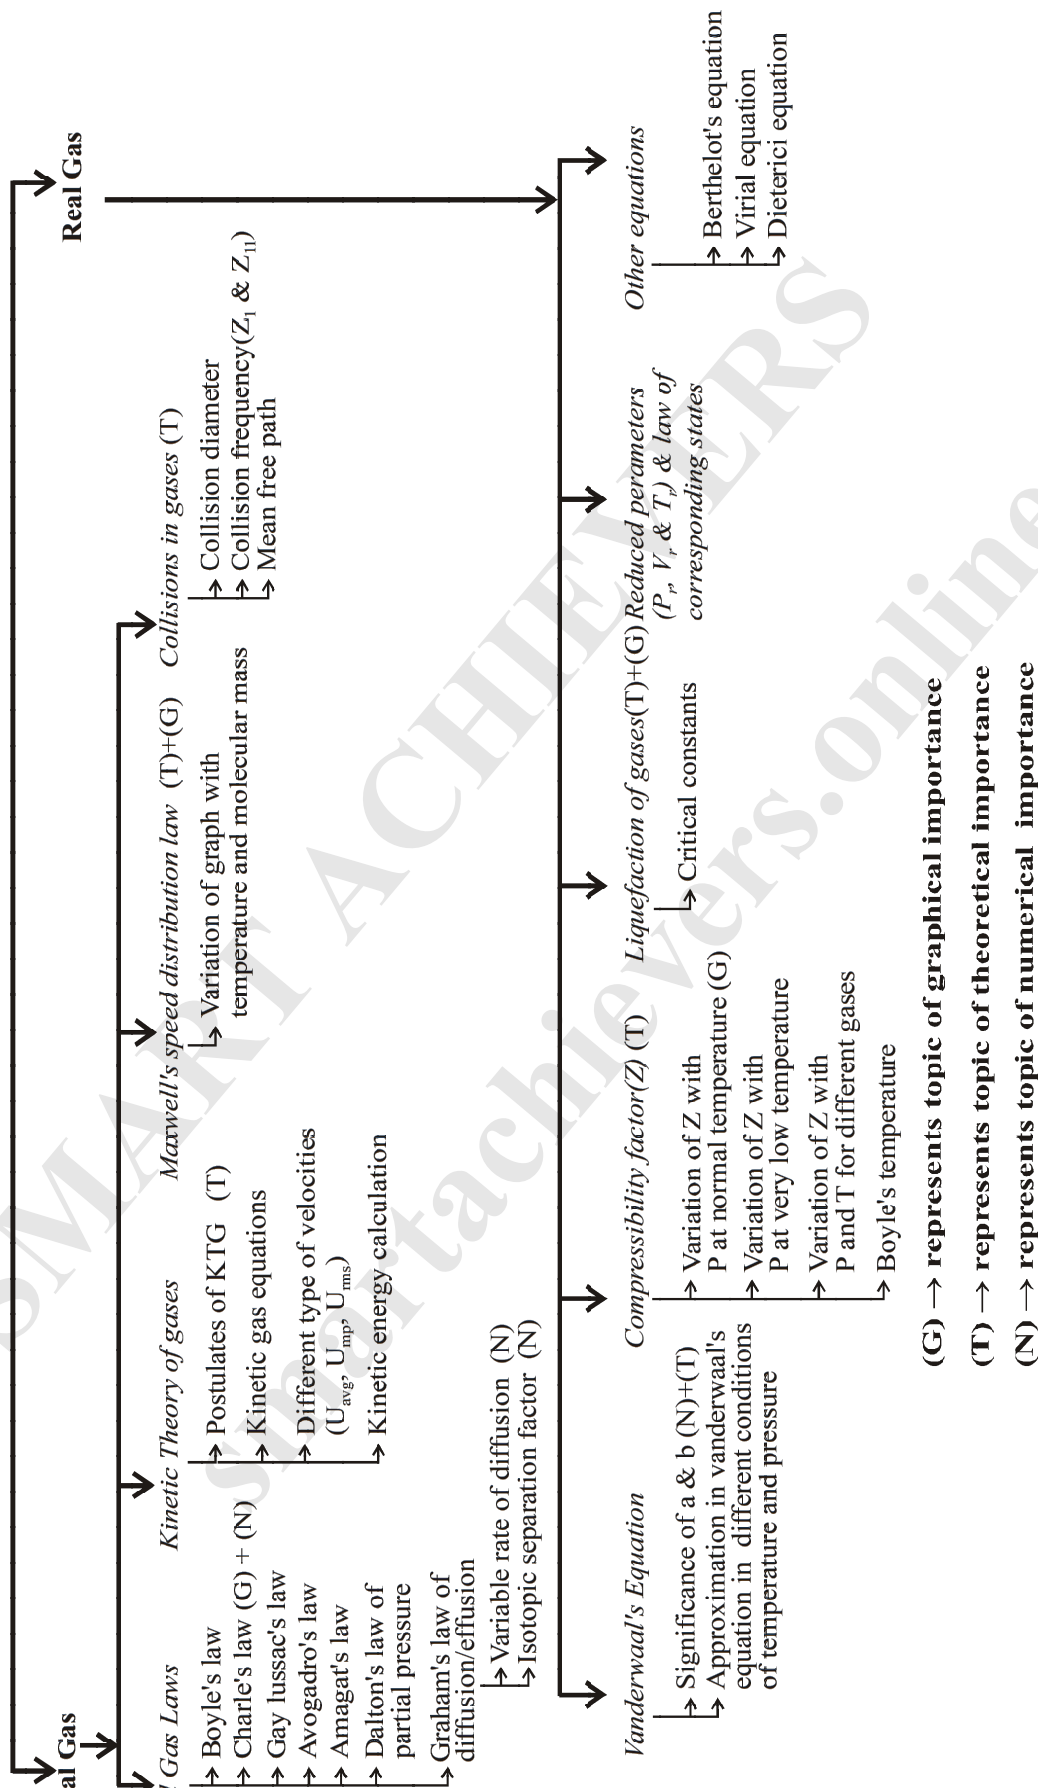 al Gas
Real Gas
Gas Laws
Boyle's law
Charle's law (G) + (N)
Gay lussac's law
Avogadro's law
Amagat's law
Dalton's law of
partial pressure
Graham's law of
diffusion/effusion
Variable rate of diffusion (N)
Isotopic separation factor (N)
Kinetic Theory of gases
Postulates of KTG (T)
Kinetic gas equations
Different type of velocities
(U_avg, U_mp, U_rms)
Kinetic energy calculation
Maxwell's speed distribution law (T)+(G)
Variation of graph with
temperature and molecular mass
Collisions in gases (T)
Collision diameter
Collision frequency(Z₁ & Z₁₁)
Mean free path
Vanderwaal's Equation
Significance of a & b (N)+(T)
Approximation in vanderwaal's
equation in different conditions
of temperature and pressure
Compressibility factor(Z) (T)
Variation of Z with
P at normal temperature (G)
Variation of Z with
P at very low temperature
Variation of Z with
P and T for different gases
Boyle's temperature
Liquefaction of gases(T)+(G)
Critical constants
Reduced perameters
(P_r, V_r & T_r) & law of
corresponding states
Other equations
Berthelot's equation
Virial equation
Dieterici equation
(G) → represents topic of graphical importance
(T) → represents topic of theoretical importance
(N) → represents topic of numerical importance
SMART ACHIEVERS
smartachievers.online